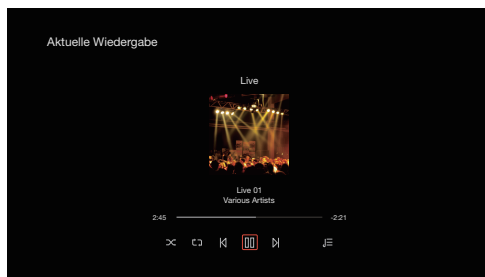 Aktuelle Wiedergabe
Live
Live 01
Various Artists
2:45 -2:21